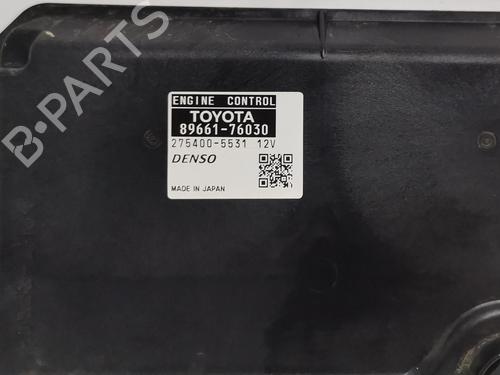 B-PARTS
ENGINE CONTROL
TOYOTA
89661-76030
275400-5531 12V
DENSO
MADE IN JAPAN